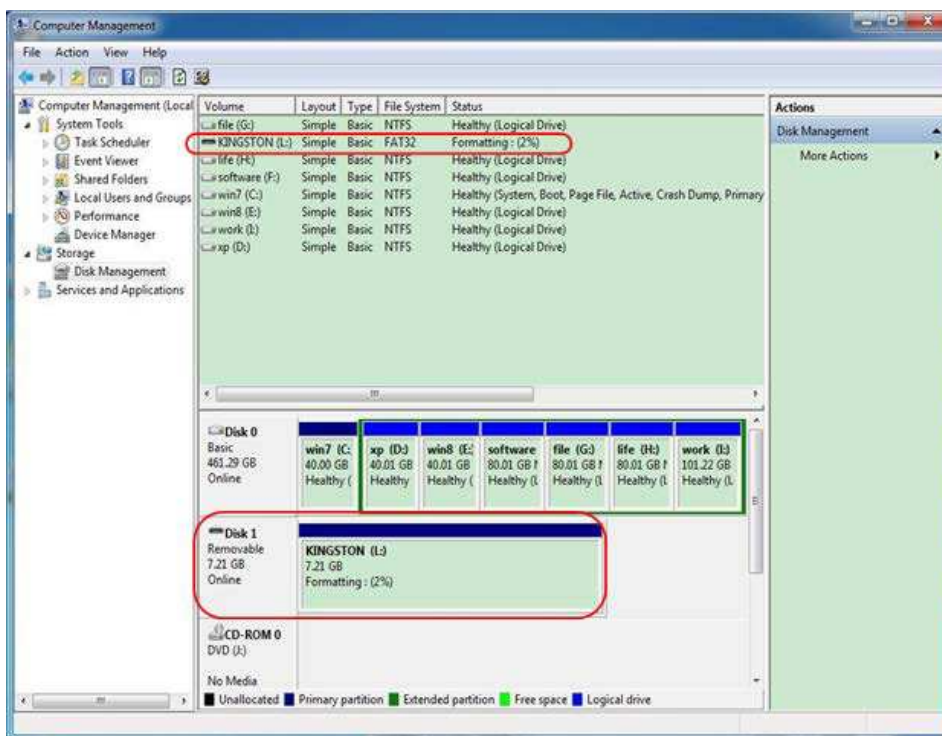 Computer Management
File Action View Help
Computer Management (Local
System Tools
Task Scheduler
Event Viewer
Shared Folders
Local Users and Groups
Performance
Device Manager
Storage
Disk Management
Services and Applications
Volume Layout Type File System Status
file (G:) Simple Basic NTFS Healthy (Logical Drive)
KINGSTON (L:) Simple Basic FAT32 Formatting : (2%)
life (H:) Simple Basic NTFS Healthy (Logical Drive)
software (F:) Simple Basic NTFS Healthy (Logical Drive)
win7 (C:) Simple Basic NTFS Healthy (System, Boot, Page File, Active, Crash Dump, Primary
win8 (E:) Simple Basic NTFS Healthy (Logical Drive)
work (I:) Simple Basic NTFS Healthy (Logical Drive)
xp (D:) Simple Basic NTFS Healthy (Logical Drive)
Actions
Disk Management
More Actions
Disk 0
Basic
461.29 GB
Online
win7 (C:
40.00 GB
Healthy (
xp (D:)
40.01 GB
Healthy
win8 (E:
40.01 GB
Healthy (
software
80.01 GB
Healthy (L
file (G:)
80.01 GB
Healthy (L
life (H:)
80.01 GB
Healthy (L
work (I:)
101.22 GB
Healthy (L
Disk 1
Removable
7.21 GB
Online
KINGSTON (L:)
7.21 GB
Formatting : (2%)
CD-ROM 0
DVD (J:)
No Media
Unallocated Primary partition Extended partition Free space Logical drive